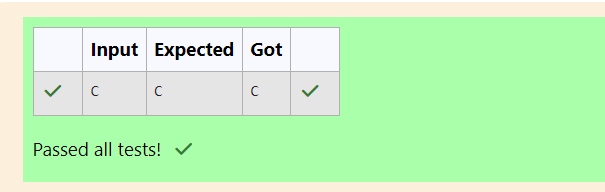 Input Expected Got
C C C
Passed all tests!